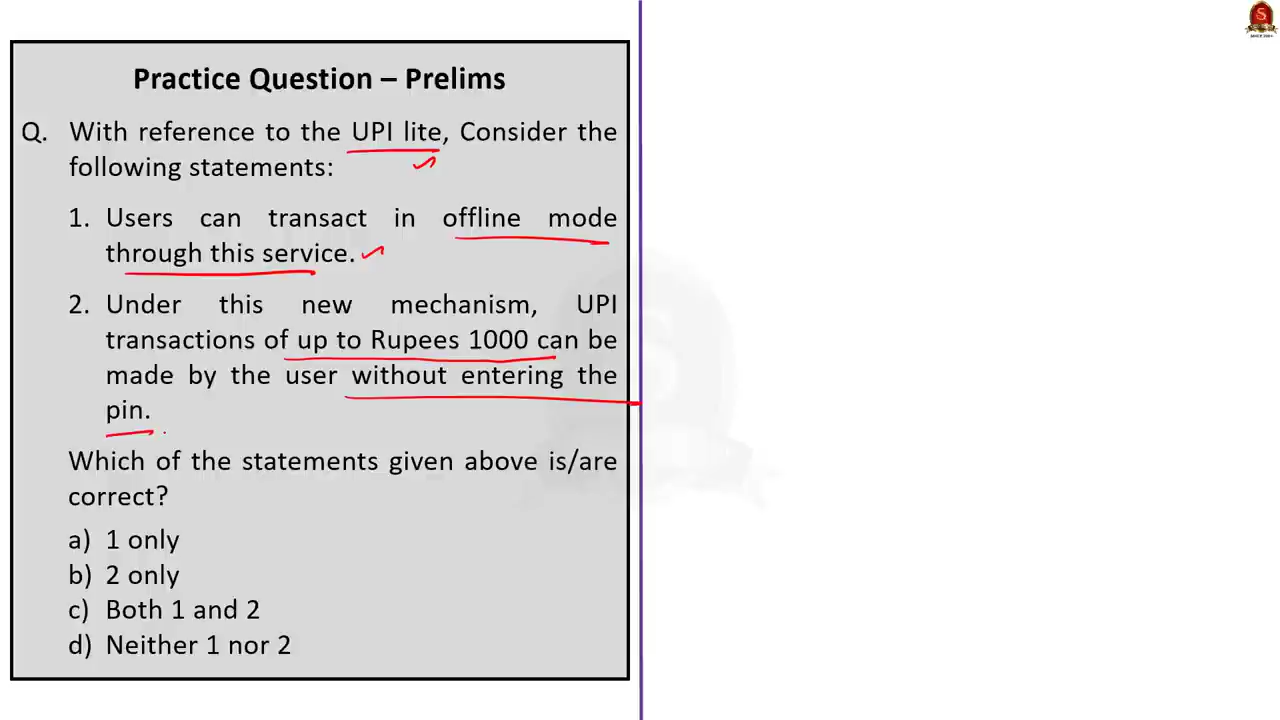 Practice Question – Prelims
Q. With reference to the UPI lite, Consider the
following statements:
1. Users can transact in offline mode
through this service.
2. Under this new mechanism, UPI
transactions of up to Rupees 1000 can be
made by the user without entering the
pin.
Which of the statements given above is/are
correct?
a) 1 only
b) 2 only
c) Both 1 and 2
d) Neither 1 nor 2